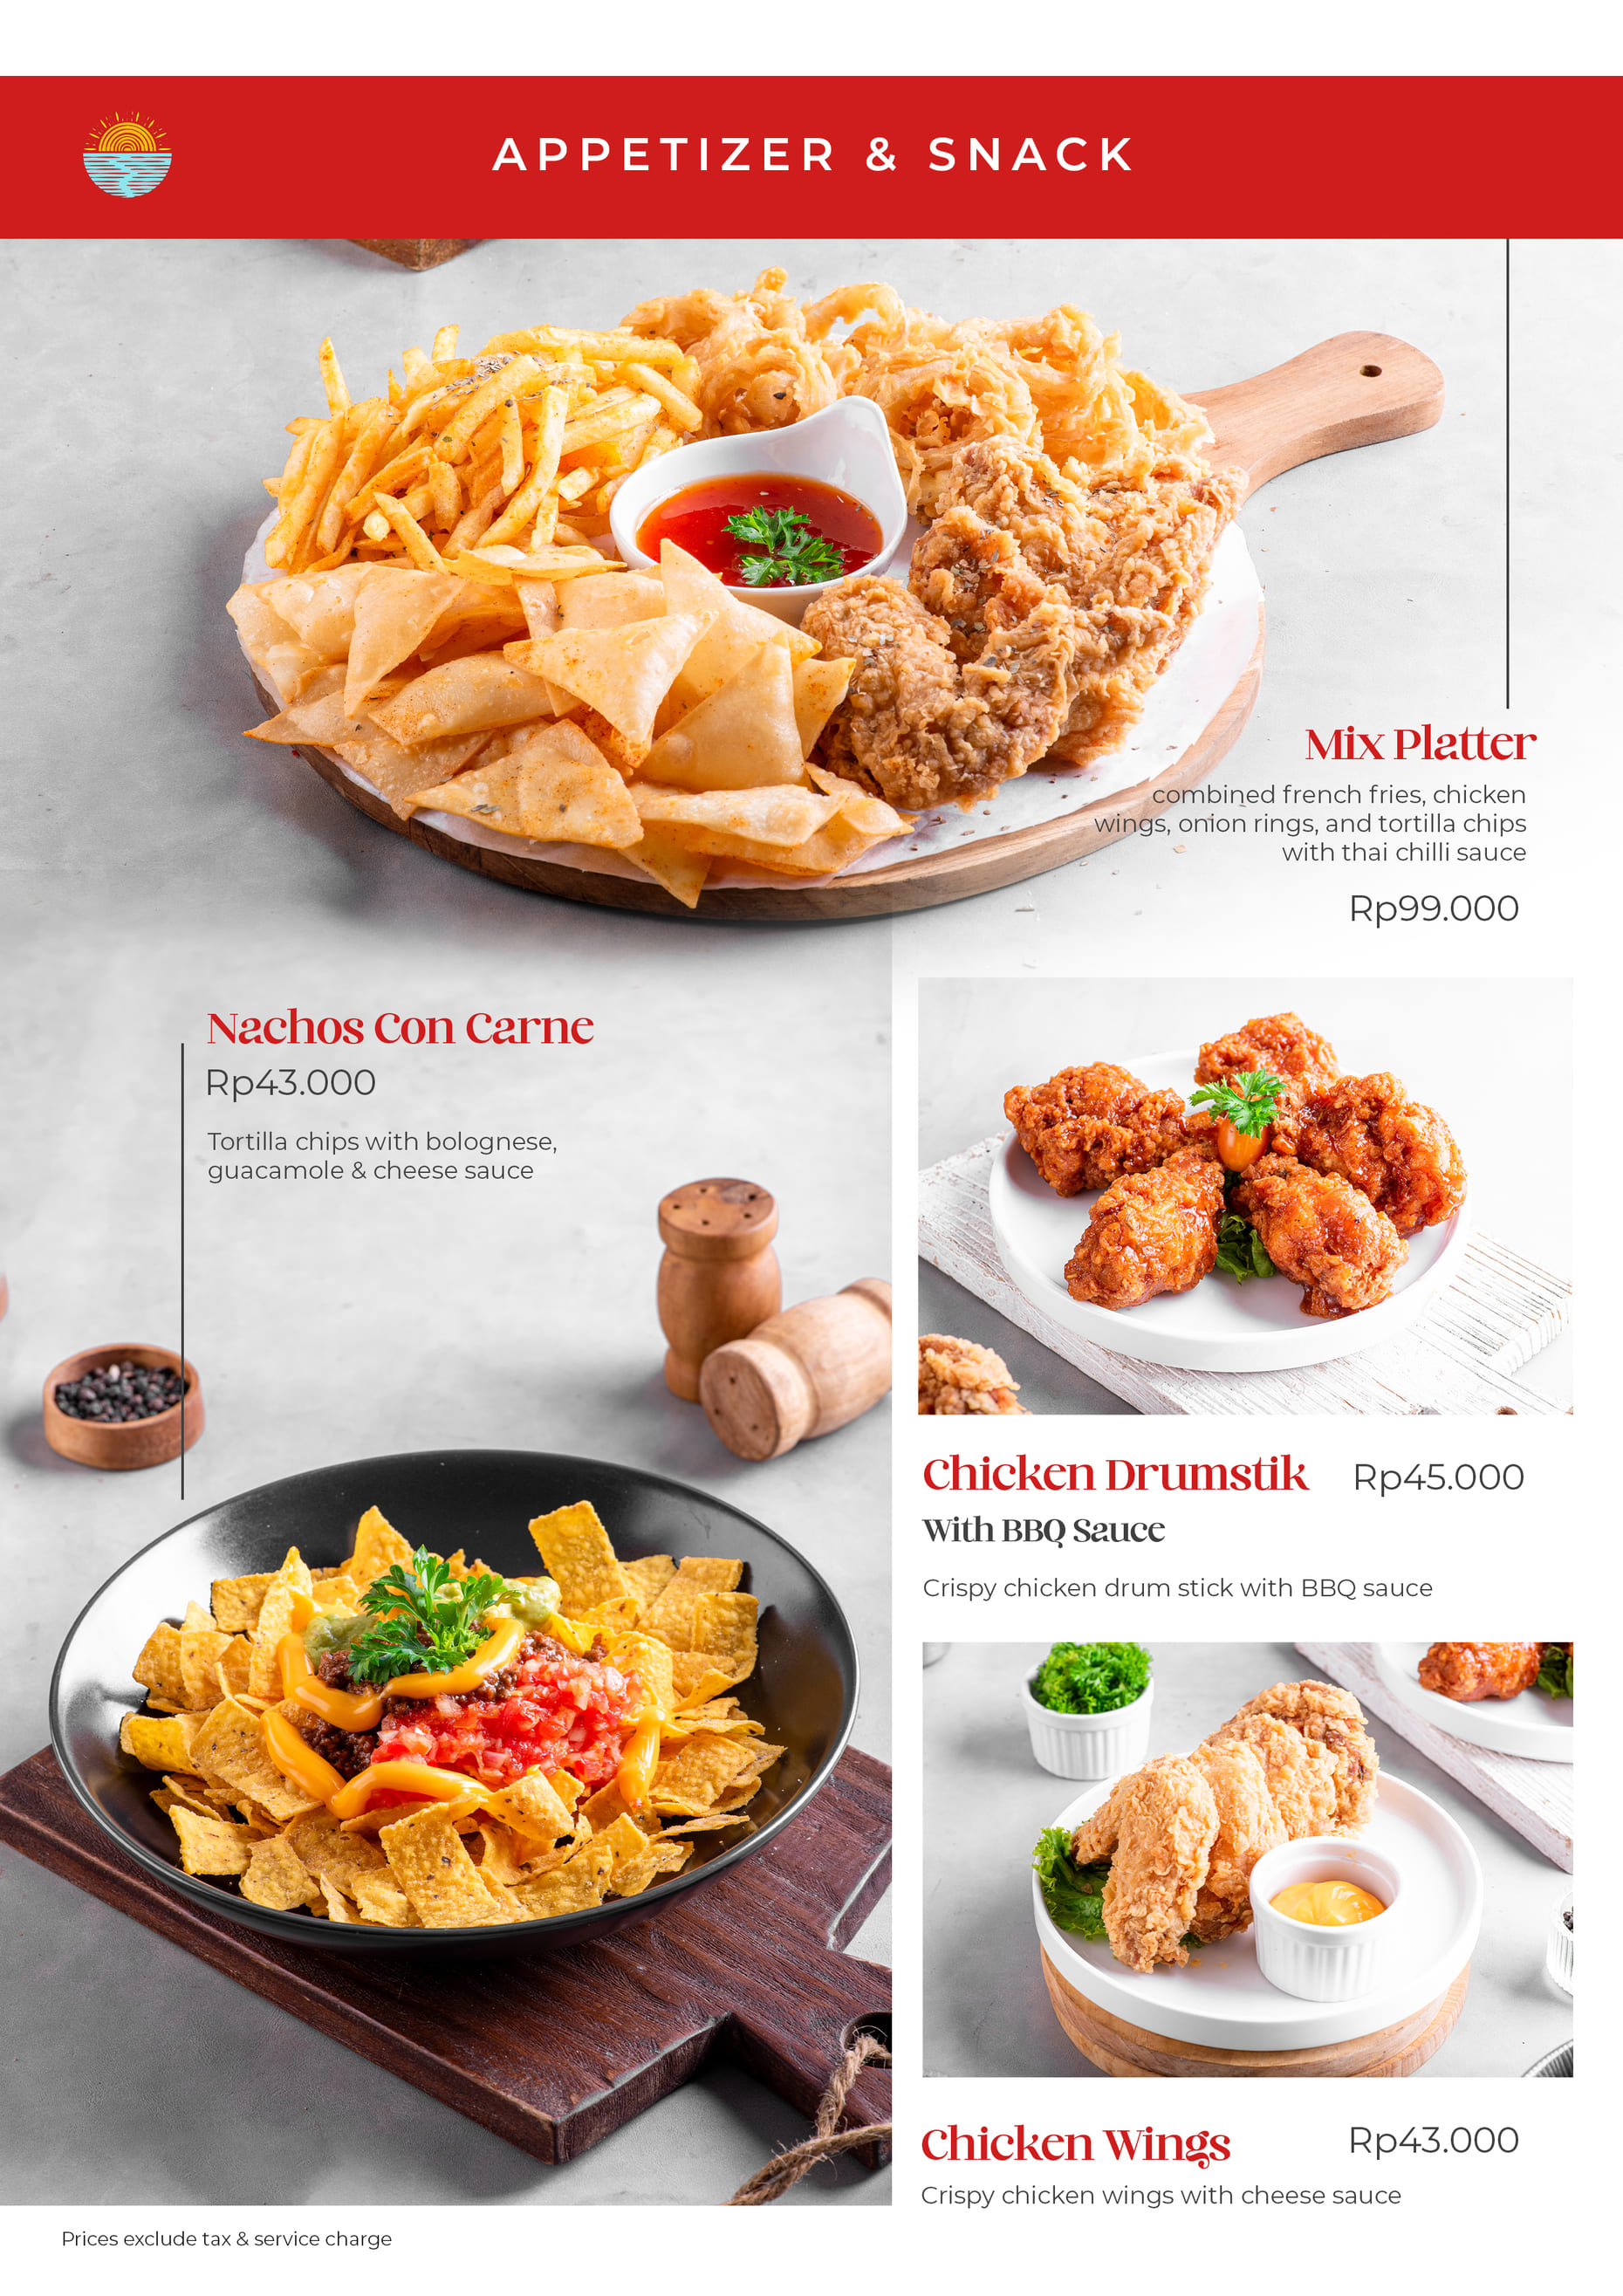 APPETIZER & SNACK
Mix Platter
combined french fries, chicken
wings, onion rings, and tortilla chips
with thai chilli sauce
Rp99.000
Nachos Con Carne
Rp43.000
Tortilla chips with bolognese,
guacamole & cheese sauce
Chicken Drumstik Rp45.000
With BBQ Sauce
Crispy chicken drum stick with BBQ sauce
Chicken Wings Rp43.000
Crispy chicken wings with cheese sauce
Prices exclude tax & service charge